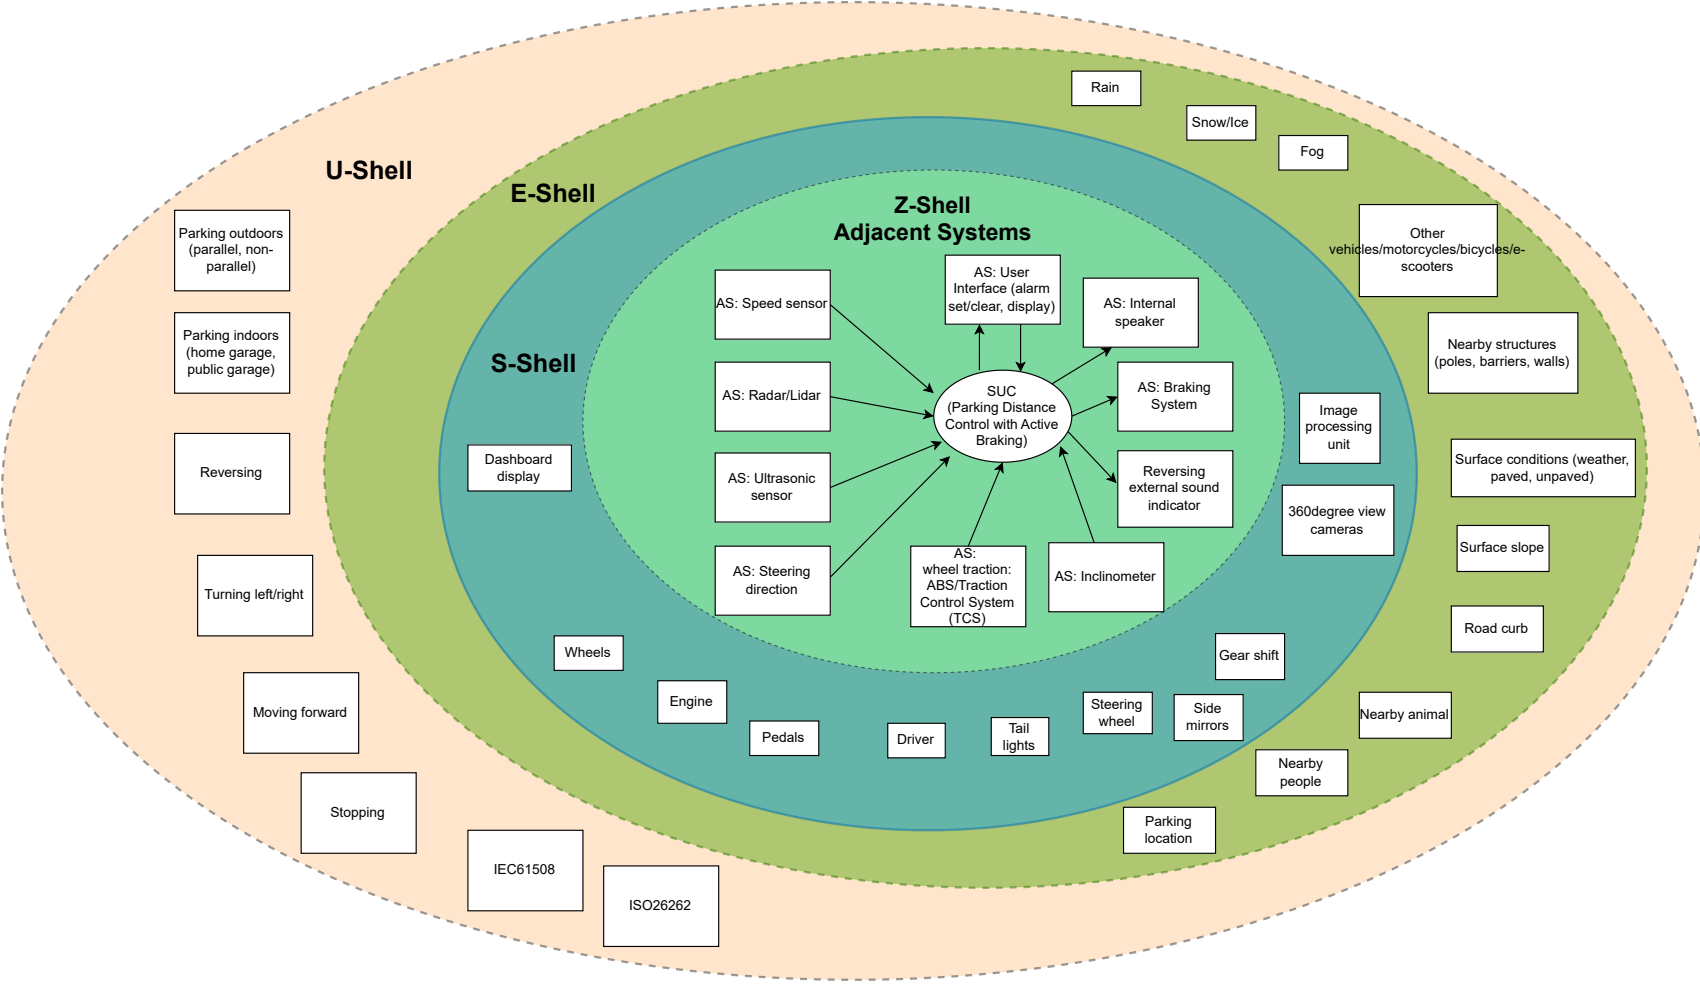 U-Shell
Parking outdoors
(parallel, non-
parallel)
Parking indoors
(home garage,
public garage)
Reversing
Turning left/right
Moving forward
Stopping
IEC61508
ISO26262
E-Shell
Rain
Snow/Ice
Fog
Other
vehicles/motorcycles/bicycles/e-
scooters
Nearby structures
(poles, barriers, walls)
Surface conditions (weather,
paved, unpaved)
Surface slope
Road curb
Nearby animal
Nearby
people
Parking
location
S-Shell
Dashboard
display
Wheels
Engine
Pedals
Driver
Tail
lights
Steering
wheel
Side
mirrors
Gear shift
360degree view
cameras
Image
processing
unit
Z-Shell
Adjacent Systems
AS: Speed sensor
AS: Radar/Lidar
AS: Ultrasonic
sensor
AS: Steering
direction
AS: User
Interface (alarm
set/clear, display)
AS: Internal
speaker
AS: Braking
System
Reversing
external sound
indicator
AS: Inclinometer
AS:
wheel traction:
ABS/Traction
Control System
(TCS)
SUC
(Parking Distance
Control with Active
Braking)